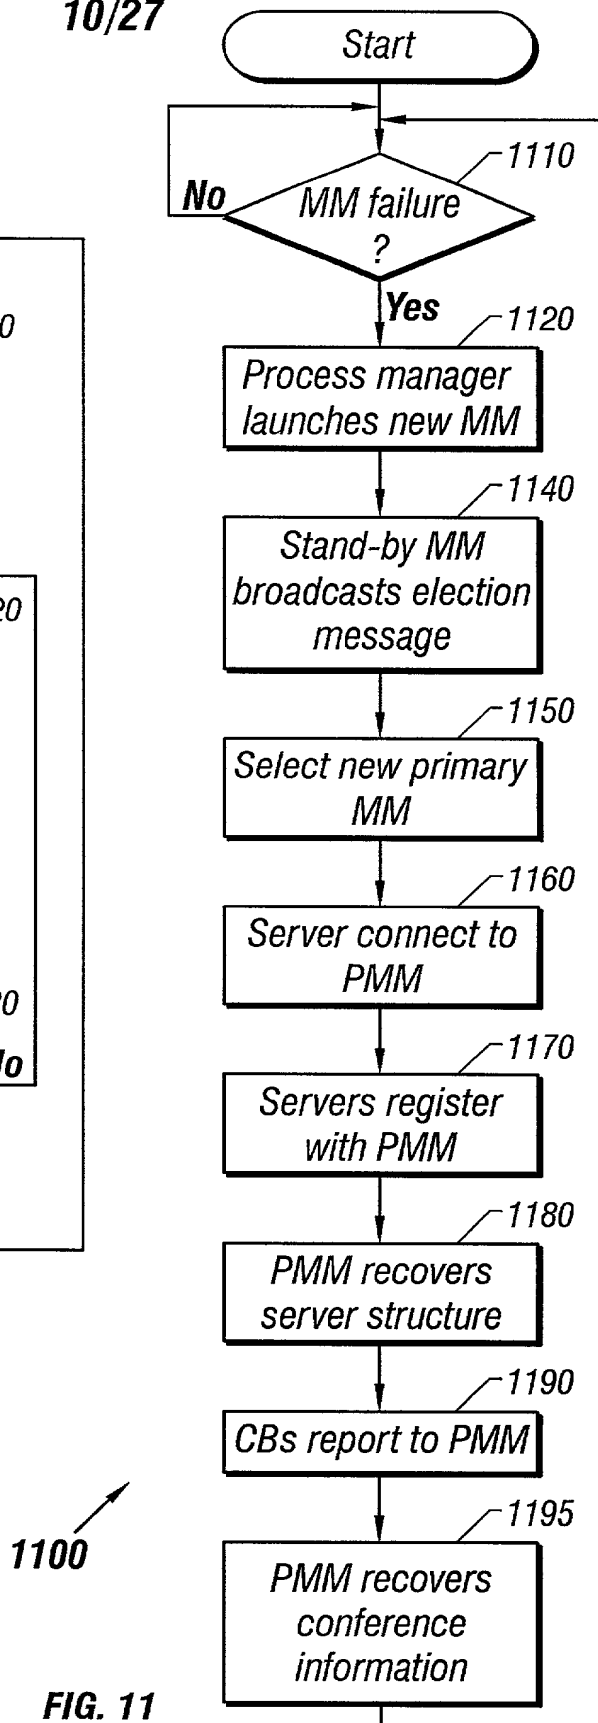 10/27
Start
1110
No
MM failure
?
Yes
1120
Process manager
launches new MM
1140
Stand-by MM
broadcasts election
message
1150
Select new primary
MM
1160
Server connect to
PMM
1170
Servers register
with PMM
1180
PMM recovers
server structure
1190
CBs report to PMM
1195
PMM recovers
conference
information
1100
FIG. 11